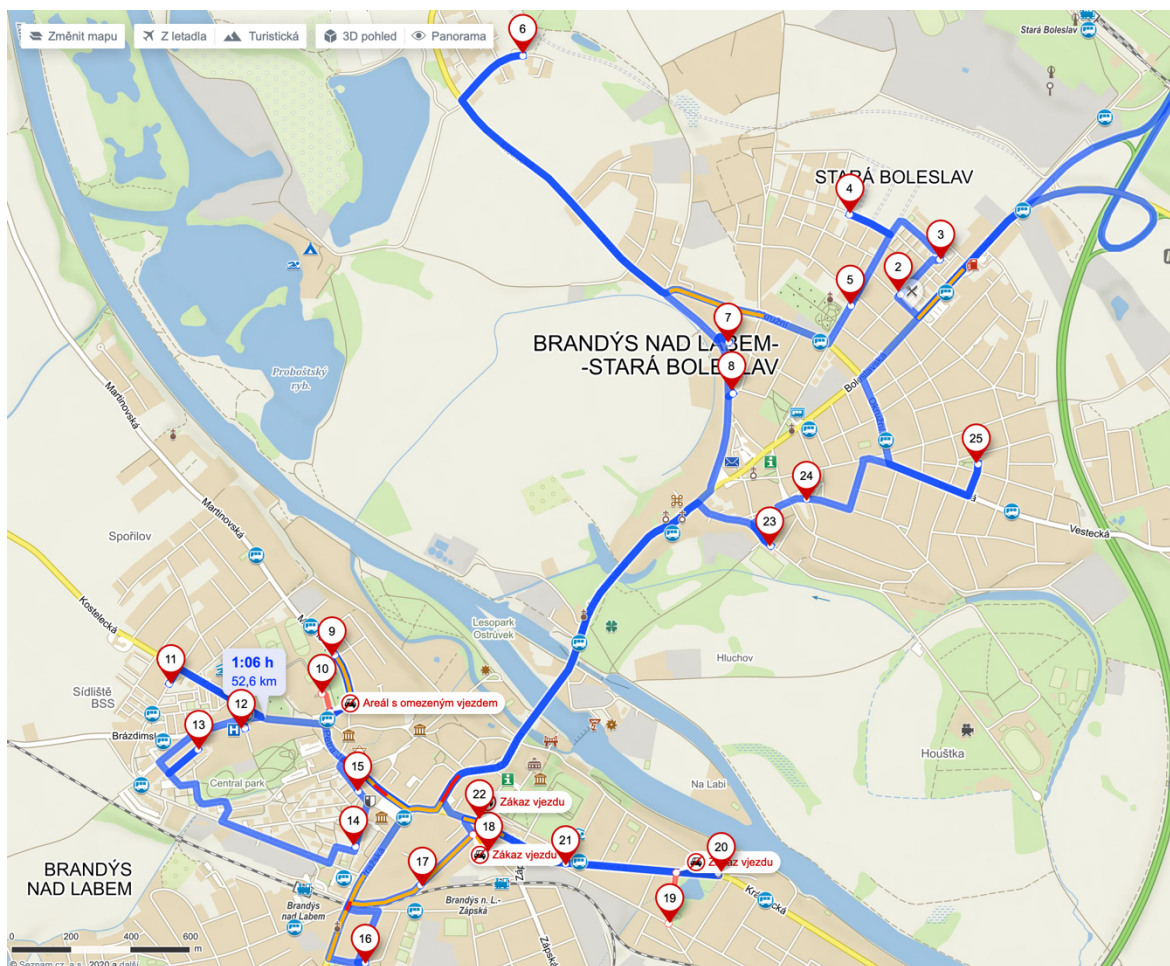 Změnit mapu
Z letadla
Turistická
3D pohled
Panorama
6
Stará Boleslav
STARÁ BOLESLAV
4
3
2
5
7
BRANDÝS NAD LABEM-
-STARÁ BOLESLAV
8
Boleslavská
Okružní
Proboštský
ryb.
Martinovská
25
24
23
Vestecká
Martinovská
Spořilov
Kostelecká
Lesopark
Ostrůvek
Hluchov
9
11
10
1:06 h
52,6 km
Areál s omezeným vjezdem
Sídliště
BSS
12
13
Houštka
Central park
15
Na Labi
22
Zákaz vjezdu
14
18
Zákaz vjezdu
21
20
Zákaz vjezdu
BRANDÝS
NAD LABEM
17
Brandýs
nad Labem
Brandýs n. L.-
Zápská
19
Zápská
16
0 200 400 600
m
© Seznam.cz, a.s., 2020 a další